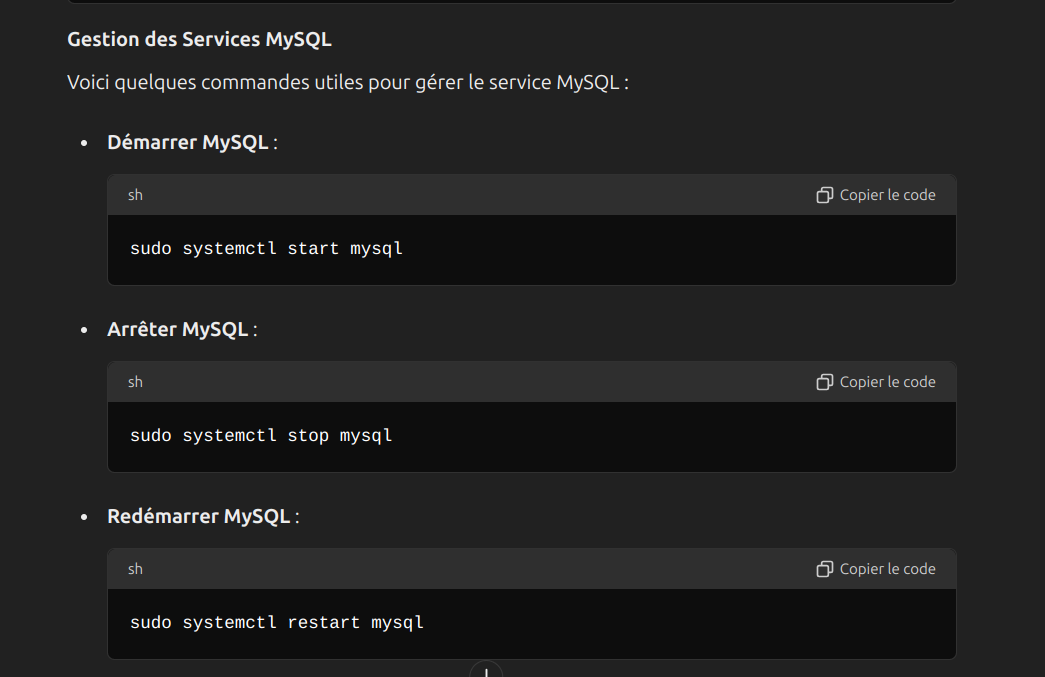 Gestion des Services MySQL
Voici quelques commandes utiles pour gérer le service MySQL :
• Démarrer MySQL :
sh Copier le code
sudo systemctl start mysql
• Arrêter MySQL :
sh Copier le code
sudo systemctl stop mysql
• Redémarrer MySQL :
sh Copier le code
sudo systemctl restart mysql